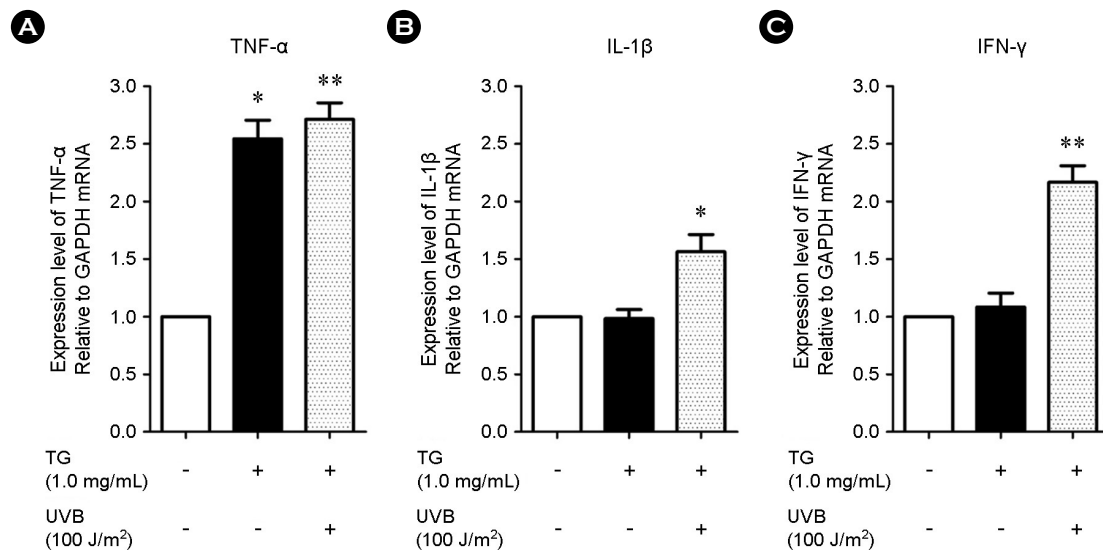 A
TNF-α
Expression level of TNF-α
Relative to GAPDH mRNA
3.0
2.5
2.0
1.5
1.0
0.5
0.0
*
**
TG
(1.0 mg/mL)
- + +
UVB
(100 J/m²)
- - +
B
IL-1β
Expression level of IL-1β
Relative to GAPDH mRNA
3.0
2.5
2.0
1.5
1.0
0.5
0.0
*
TG
(1.0 mg/mL)
- + +
UVB
(100 J/m²)
- - +
C
IFN-γ
Expression level of IFN-γ
Relative to GAPDH mRNA
3.0
2.5
2.0
1.5
1.0
0.5
0.0
**
TG
(1.0 mg/mL)
- + +
UVB
(100 J/m²)
- - +